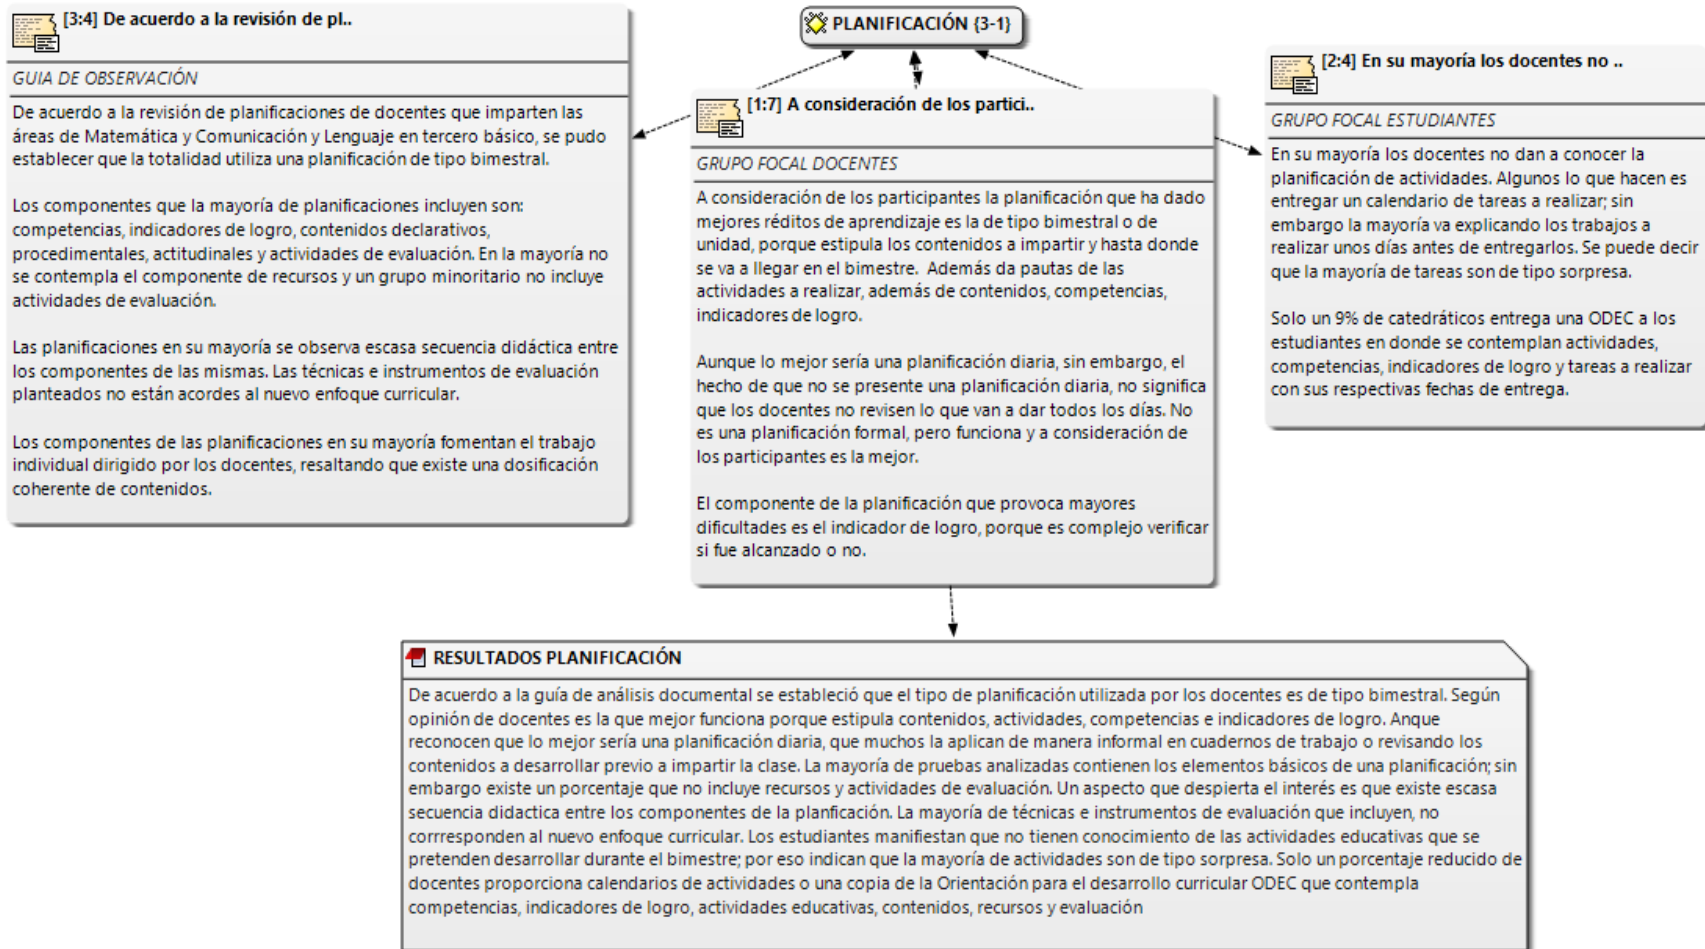 PLANIFICACIÓN {3-1}
[3:4] De acuerdo a la revisión de pl..
GUIA DE OBSERVACIÓN
De acuerdo a la revisión de planificaciones de docentes que imparten las
áreas de Matemática y Comunicación y Lenguaje en tercero básico, se pudo
establecer que la totalidad utiliza una planificación de tipo bimestral.
Los componentes que la mayoría de planificaciones incluyen son:
competencias, indicadores de logro, contenidos declarativos,
procedimentales, actitudinales y actividades de evaluación. En la mayoría no
se contempla el componente de recursos y un grupo minoritario no incluye
actividades de evaluación.
Las planificaciones en su mayoría se observa escasa secuencia didáctica entre
los componentes de las mismas. Las técnicas e instrumentos de evaluación
planteados no están acordes al nuevo enfoque curricular.
Los componentes de las planificaciones en su mayoría fomentan el trabajo
individual dirigido por los docentes, resaltando que existe una dosificación
coherente de contenidos.
[1:7] A consideración de los partici..
GRUPO FOCAL DOCENTES
A consideración de los participantes la planificación que ha dado
mejores réditos de aprendizaje es la de tipo bimestral o de
unidad, porque estipula los contenidos a impartir y hasta donde
se va a llegar en el bimestre. Además da pautas de las
actividades a realizar, además de contenidos, competencias,
indicadores de logro.
Aunque lo mejor sería una planificación diaria, sin embargo, el
hecho de que no se presente una planificación diaria, no significa
que los docentes no revisen lo que van a dar todos los días. No
es una planificación formal, pero funciona y a consideración de
los participantes es la mejor.
El componente de la planificación que provoca mayores
dificultades es el indicador de logro, porque es complejo verificar
si fue alcanzado o no.
[2:4] En su mayoría los docentes no ..
GRUPO FOCAL ESTUDIANTES
En su mayoría los docentes no dan a conocer la
planificación de actividades. Algunos lo que hacen es
entregar un calendario de tareas a realizar; sin
embargo la mayoría va explicando los trabajos a
realizar unos días antes de entregarlos. Se puede decir
que la mayoría de tareas son de tipo sorpresa.
Solo un 9% de catedráticos entrega una ODEC a los
estudiantes en donde se contemplan actividades,
competencias, indicadores de logro y tareas a realizar
con sus respectivas fechas de entrega.
RESULTADOS PLANIFICACIÓN
De acuerdo a la guía de análisis documental se estableció que el tipo de planificación utilizada por los docentes es de tipo bimestral. Según
opinión de docentes es la que mejor funciona porque estipula contenidos, actividades, competencias e indicadores de logro. Anque
reconocen que lo mejor sería una planificación diaria, que muchos la aplican de manera informal en cuadernos de trabajo o revisando los
contenidos a desarrollar previo a impartir la clase. La mayoría de pruebas analizadas contienen los elementos básicos de una planificación; sin
embargo existe un porcentaje que no incluye recursos y actividades de evaluación. Un aspecto que despierta el interés es que existe escasa
secuencia didactica entre los componentes de la planficación. La mayoría de técnicas e instrumentos de evaluación que incluyen, no
corrresponden al nuevo enfoque curricular. Los estudiantes manifiestan que no tienen conocimiento de las actividades educativas que se
pretenden desarrollar durante el bimestre; por eso indican que la mayoría de actividades son de tipo sorpresa. Solo un porcentaje reducido de
docentes proporciona calendarios de actividades o una copia de la Orientación para el desarrollo curricular ODEC que contempla
competencias, indicadores de logro, actividades educativas, contenidos, recursos y evaluación